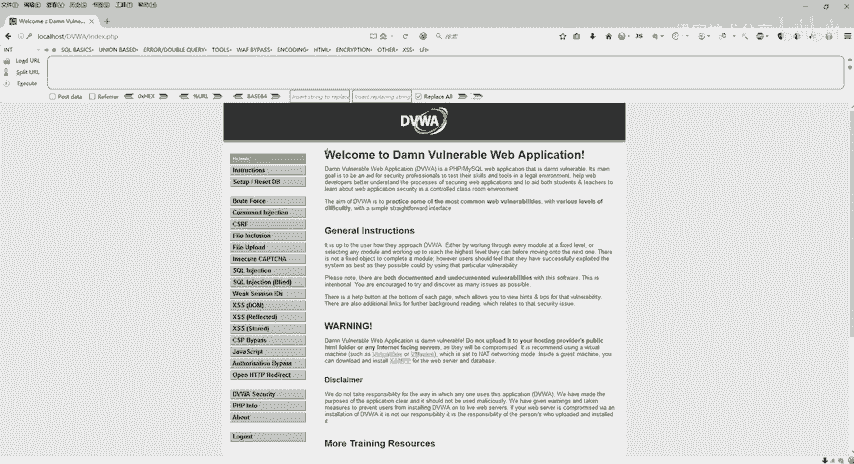 Welcome :: Damn Vulne...
localhost/DVWA/index.php
INT
SQL BASICS UNION BASED ERROR/DOUBLE QUERY TOOLS WAF BYPASS ENCODING HTML ENCRYPTION OTHER XSS LFI
Load URL
Split URL
Execute
Post data Referrer 0xHEX %URL BASE64 Insert string to replace Insert replacing string Replace All
DVWA
Home
Instructions
Setup / Reset DB
Brute Force
Command Injection
CSRF
File Inclusion
File Upload
Insecure CAPTCHA
SQL Injection
SQL Injection (Blind)
Weak Session IDs
XSS (DOM)
XSS (Reflected)
XSS (Stored)
CSP Bypass
JavaScript
Authorisation Bypass
Open HTTP Redirect
DVWA Security
PHP Info
About
Logout
Welcome to Damn Vulnerable Web Application!
Damn Vulnerable Web Application (DVWA) is a PHP/MySQL web application that is damn vulnerable. Its main
goal is to be an aid for security professionals to test their skills and tools in a legal environment, help web
developers better understand the processes of securing web applications and to aid both students & teachers to
learn about web application security in a controlled class room environment.
The aim of DVWA is to practice some of the most common web vulnerabilities, with various levels of
difficulty, with a simple straightforward interface.
General Instructions
It is up to the user how they approach DVWA. Either by working through every module at a fixed level, or
selecting any module and working up to reach the highest level they can before moving onto the next one. There
is not a fixed object to complete a module; however users should feel that they have successfully exploited the
system as best as they possible could by using that particular vulnerability.
Please note, there are both documented and undocumented vulnerabilities with this software. This is
intentional. You are encouraged to try and discover as many issues as possible.
There is a help button at the bottom of each page, which allows you to view hints & tips for that vulnerability.
There are also additional links for further background reading, which relates to that security issue.
WARNING!
Damn Vulnerable Web Application is damn vulnerable! Do not upload it to your hosting provider's public
html folder or any Internet facing servers, as they will be compromised. It is recommend using a virtual
machine (such as VirtualBox or VMware), which is set to NAT networking mode. Inside a guest machine, you
can download and install XAMPP for the web server and database.
Disclaimer
We do not take responsibility for the way in which any one uses this application (DVWA). We have made the
purposes of the application clear and it should not be used maliciously. We have given warnings and taken
measures to prevent users from installing DVWA on to live web servers. If your web server is compromised via an
installation of DVWA it is not our responsibility it is the responsibility of the person/s who uploaded and installed
it.
More Training Resources